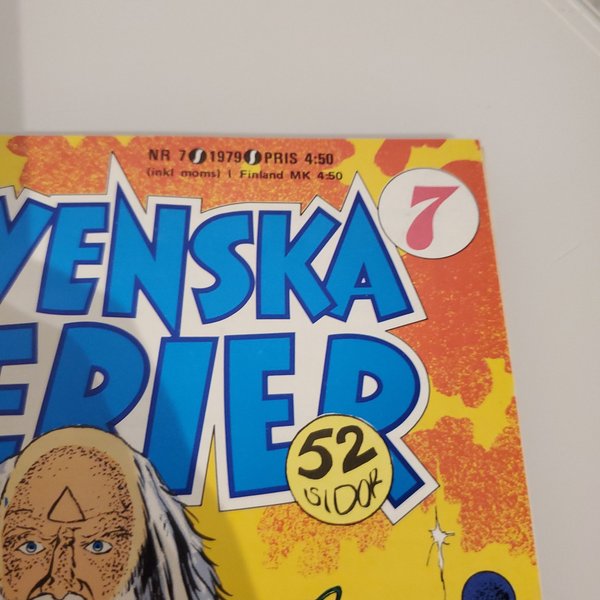 NR 7 1979 PRIS 4:50
(inkl moms) I Finland MK 4:50
7
VENSKA
ERIER
52
SIDOR